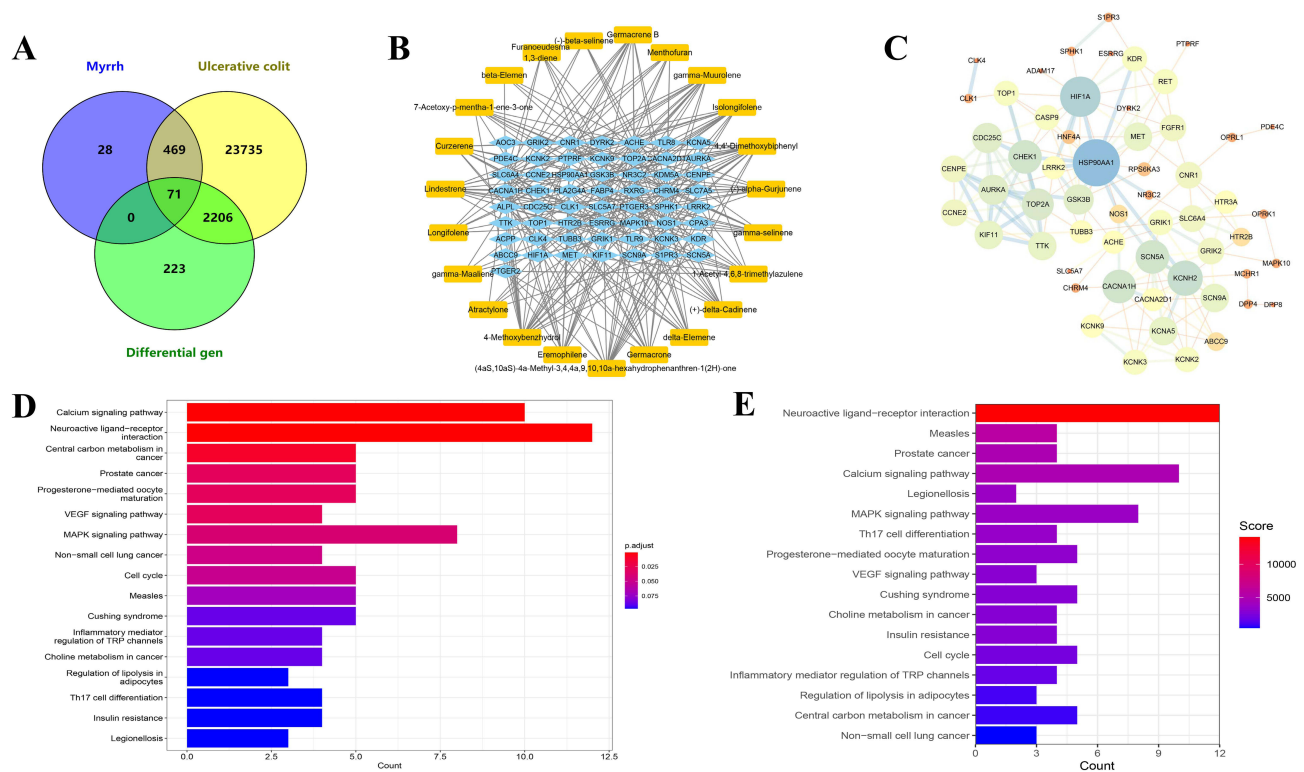 A
Myrrh
Ulcerative colit
28
469
23735
71
0
2206
223
Differential gen
B
Germacrene B
(-)-beta-selinene
Menthofuran
Furanoeudesma
1,3-diene
beta-Elemen
gamma-Muurolene
7-Acetoxy-p-mentha-1-ene-3-one
Isolongifolene
Curzerene
4,4'-Dimethoxybiphenyl
Lindestrene
(-)-alpha-Gurjunene
Longifolene
gamma-selinene
gamma-Maaliene
1-Acetyl-4,6,8-trimethylazulene
Atractylone
(+)-delta-Cadinene
4-Methoxybenzhydrol
delta-Elemene
Eremophilene
Germacrone
(4aS,10aS)-4a-Methyl-3,4,4a,9,10,10a-hexahydrophenanthren-1(2H)-one
AOC3 GRIK2 CNR1 DYRK2 ACHE TLR8 KCNA5
PDE4C KCNK2 PTPRF KCNK9 TOP2A CACNA2D1 AURKA
SLC6A4 CCNE2 HSP90AA1 GSK3B NR3C2 KDM5A CENPE
CACNA1H CHEK1 PLA2G4A FABP4 RXRG CHRM4 SLC7A5
ALPL CDC25C CLK1 SLC5A7 PTGER3 SPHK1 LRRK2
TTK TOP1 HTR2B ESRRG MAPK10 NOS1 CPA3
ACPP CLK4 TUBB3 GRIK1 TLR9 KCNK3 KDR
ABCC9 HIF1A MET KIF11 SCN9A S1PR3 SCN5A
PTGER2
C
S1PR3
SPHK1
ESRRG
KDR
PTPRF
CLK4
ADAM17
RET
CLK1
TOP1
HIF1A
DYRK2
CASP9
FGFR1
HNF4A
MET
OPRL1
PDE4C
CDC25C
CHEK1
HSP90AA1
CENPE
LRRK2
RPS6KA3
CNR1
AURKA
NR3C2
TOP2A
GSK3B
HTR3A
CCNE2
NOS1
GRIK1
SLC6A4
OPRK1
KIF11
TUBB3
HTR2B
TTK
ACHE
GRIK2
SCN5A
MAPK10
SLC5A7
KCNH2
MCHR1
CHRM4
CACNA1H
CACNA2D1
SCN9A
DPP4
DPP8
KCNK9
KCNA5
ABCC9
KCNK3
KCNK2
D
Calcium signaling pathway
Neuroactive ligand−receptor
interaction
Central carbon metabolism in
cancer
Prostate cancer
Progesterone−mediated oocyte
maturation
VEGF signaling pathway
MAPK signaling pathway
Non−small cell lung cancer
Cell cycle
Measles
Cushing syndrome
Inflammatory mediator
regulation of TRP channels
Choline metabolism in cancer
Regulation of lipolysis in
adipocytes
Th17 cell differentiation
Insulin resistance
Legionellosis
0.0 2.5 5.0 7.5 10.0 12.5
Count
p.adjust
0.025
0.050
0.075
E
Neuroactive ligand−receptor interaction
Measles
Prostate cancer
Calcium signaling pathway
Legionellosis
MAPK signaling pathway
Th17 cell differentiation
Progesterone−mediated oocyte maturation
VEGF signaling pathway
Cushing syndrome
Choline metabolism in cancer
Insulin resistance
Cell cycle
Inflammatory mediator regulation of TRP channels
Regulation of lipolysis in adipocytes
Central carbon metabolism in cancer
Non−small cell lung cancer
0 3 6 9 12
Count
Score
10000
5000